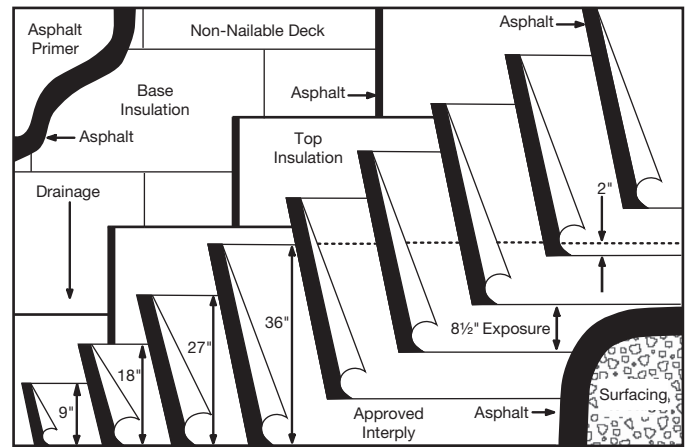 Asphalt
Primer
Non-Nailable Deck
Asphalt
Base
Insulation
Asphalt
Asphalt
Top
Insulation
Drainage
2"
36"
27"
18"
9"
8½" Exposure
Surfacing
Approved
Interply
Asphalt